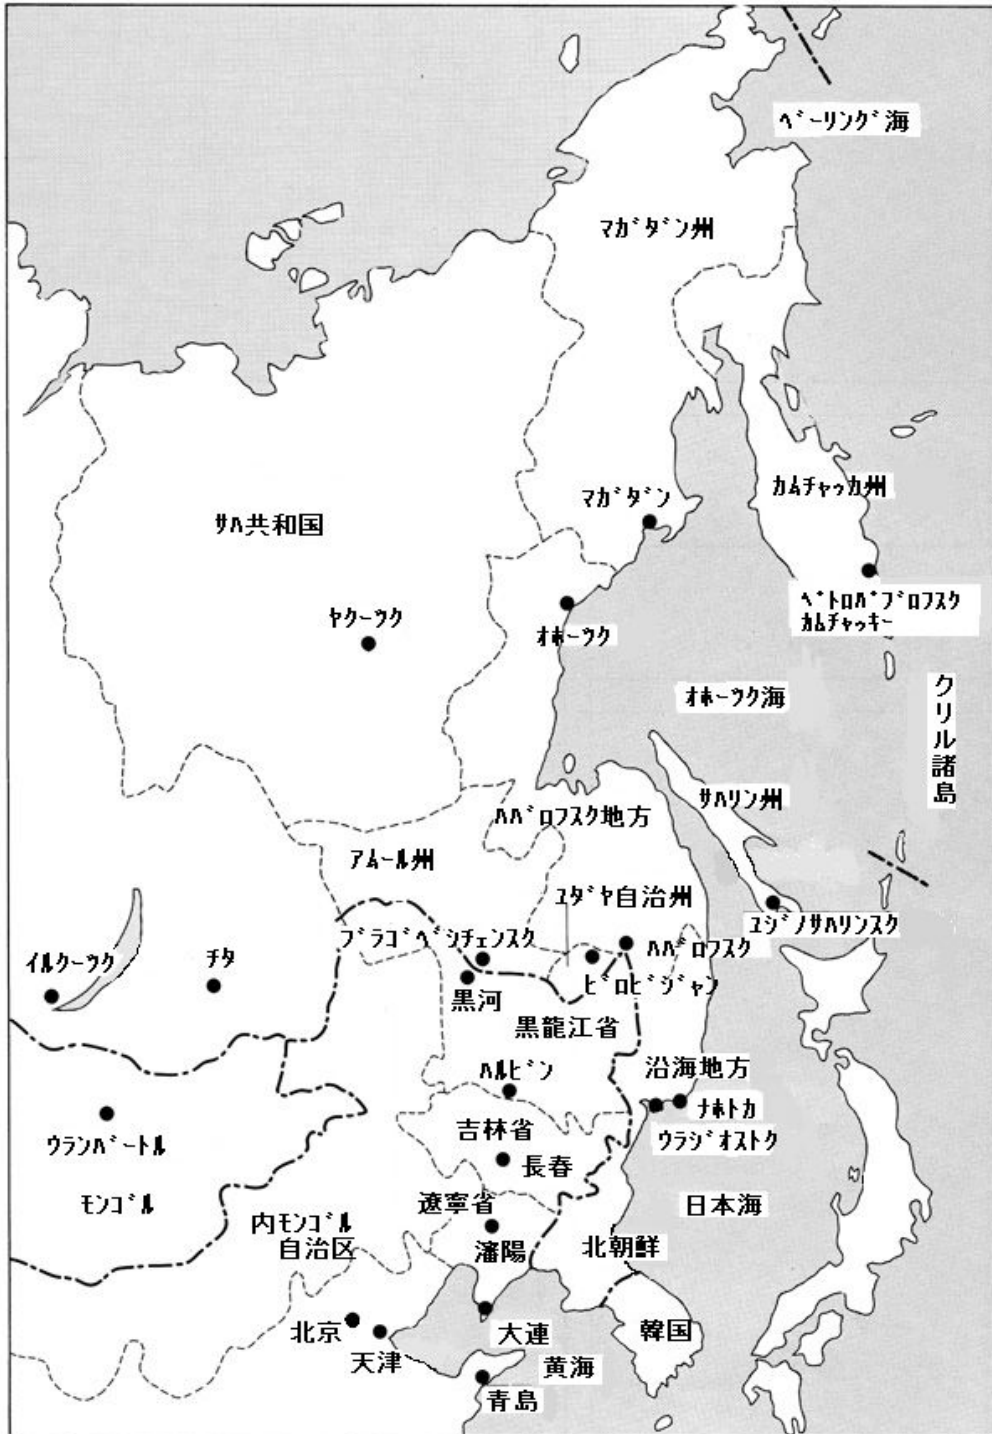 ﾍﾞｰﾘﾝｸﾞ海
ﾏｶﾞﾀﾞﾝ州
ﾏｶﾞﾀﾞﾝ
ｶﾑﾁｬｯｶ州
ｻﾊ共和国
ﾔｸｰﾂｸ
ｵﾎｰﾂｸ
ﾍﾟﾄﾛﾊﾟﾌﾞﾛﾌｽｸ
ｶﾑﾁｬｯｷｰ
ｵﾎｰﾂｸ海
クリル諸島
ｻﾊﾘﾝ州
ﾊﾊﾞﾛﾌｽｸ地方
ｱﾑｰﾙ州
ﾕﾀﾞﾔ自治州
ﾕｼﾞﾉｻﾊﾘﾝｽｸ
ﾌﾞﾗｺﾞﾍﾞｼﾁｪﾝｽｸ
ﾊﾊﾞﾛﾌｽｸ
ｲﾙｸｰﾂｸ
ﾁﾀ
ﾋﾞﾛﾋﾞｼﾞｬﾝ
黒河
黒龍江省
ﾊﾙﾋﾞﾝ
沿海地方
ﾅﾎﾄｶ
ｳﾗｼﾞｵｽﾄｸ
ｳﾗﾝﾊﾞｰﾄﾙ
吉林省
長春
ﾓﾝｺﾞﾙ
遼寧省
日本海
内ﾓﾝｺﾞﾙ
自治区
瀋陽
北朝鮮
北京
天津
大連
韓国
黄海
青島